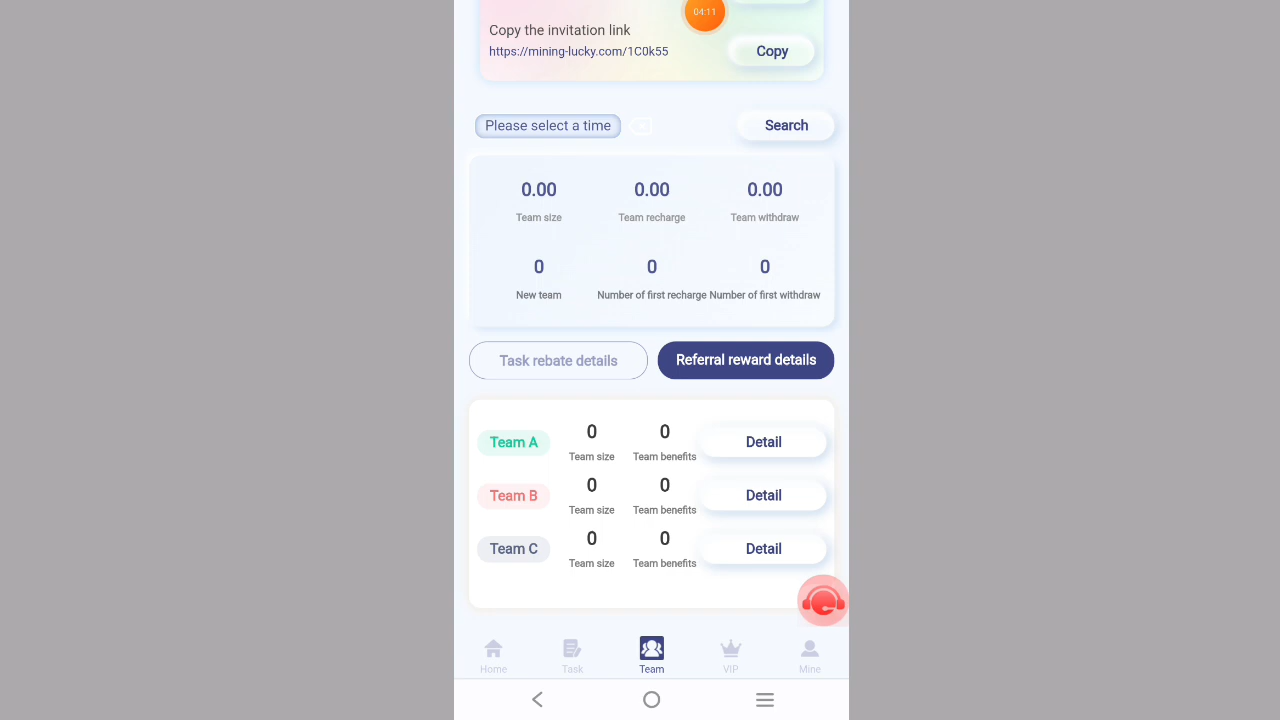 04:11
Copy the invitation link
https://mining-lucky.com/1C0k55
Copy
Please select a time
Search
0.00 0.00 0.00
Team size Team recharge Team withdraw
0 0 0
New team Number of first recharge Number of first withdraw
Task rebate details Referral reward details
0 0
Team A Detail
Team size Team benefits
0 0
Team B Detail
Team size Team benefits
0 0
Team C Detail
Team size Team benefits
Home Task Team VIP Mine